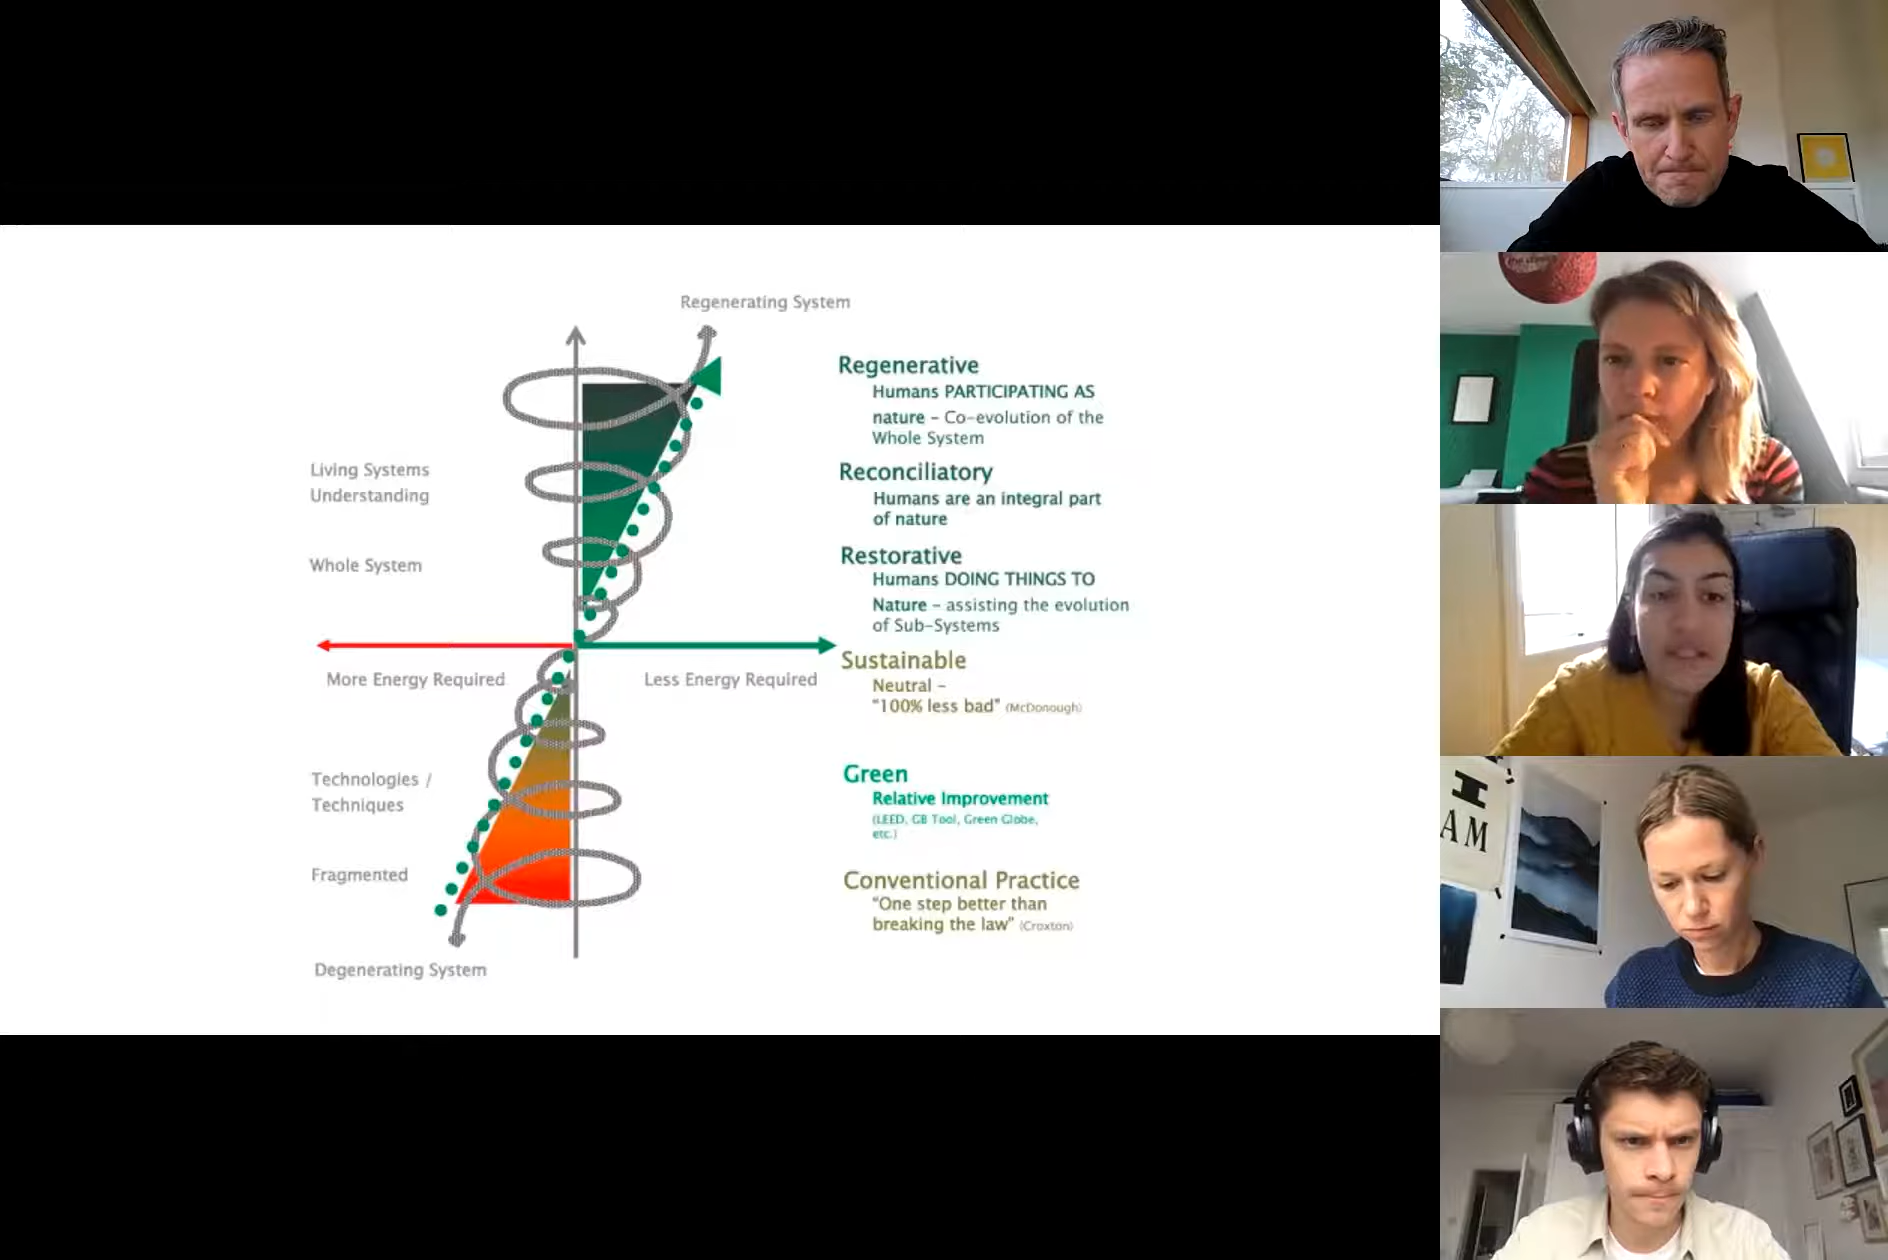 Regenerating System
Regenerative
Humans PARTICIPATING AS
nature – Co-evolution of the
Whole System
Living Systems
Understanding
Reconciliatory
Humans are an integral part
of nature
Whole System
Restorative
Humans DOING THINGS TO
Nature – assisting the evolution
of Sub-Systems
More Energy Required
Less Energy Required
Sustainable
Neutral –
“100% less bad” (McDonough)
Technologies /
Techniques
Green
Relative Improvement
(LEED, GB Tool, Green Globe,
etc.)
Fragmented
Conventional Practice
“One step better than
breaking the law” (Croxton)
Degenerating System
I
AM